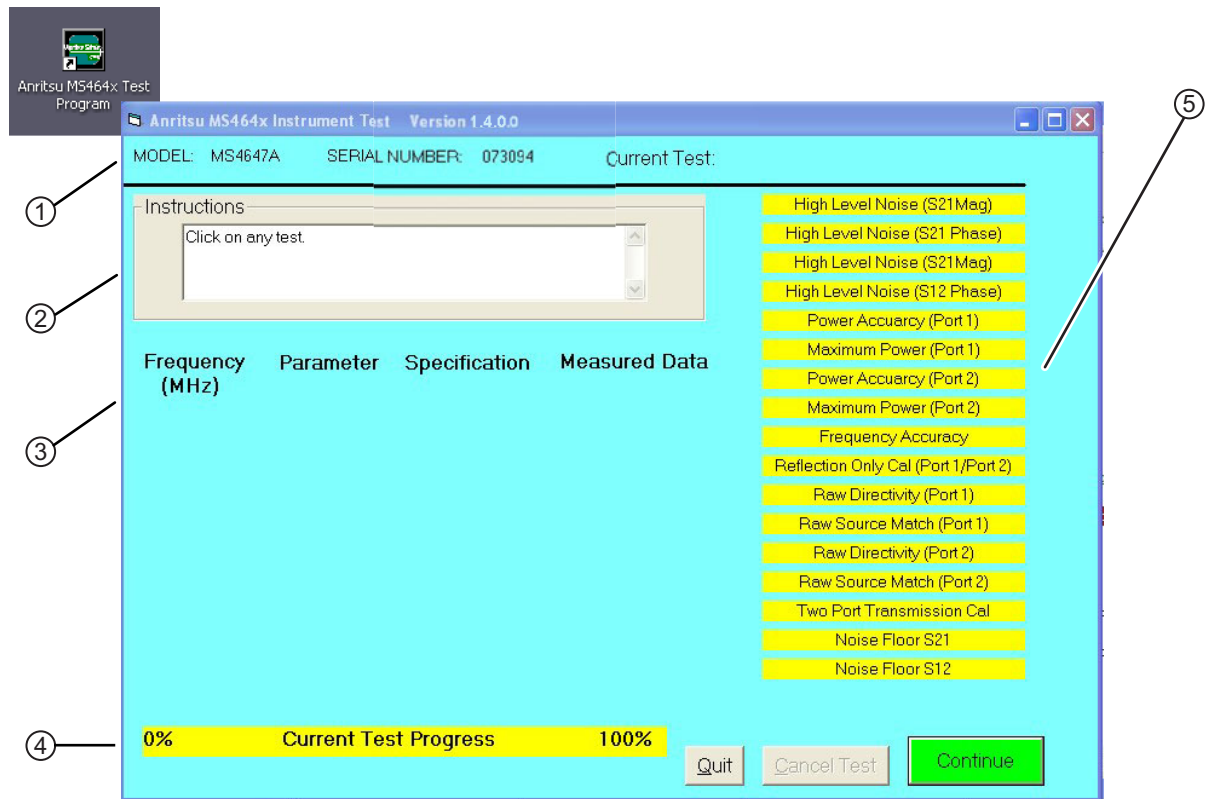 Anritsu MS464x Test
Program
Anritsu MS464x Instrument Test Version 1.4.0.0
MODEL: MS4647A SERIAL NUMBER: 073094 Current Test:
1
Instructions
Click on any test.
2
Frequency
(MHz)
Parameter
Specification
Measured Data
3
0% Current Test Progress 100%
4
Quit
Cancel Test
Continue
5
High Level Noise (S21Mag)
High Level Noise (S21 Phase)
High Level Noise (S21Mag)
High Level Noise (S12 Phase)
Power Accuarcy (Port 1)
Maximum Power (Port 1)
Power Accuarcy (Port 2)
Maximum Power (Port 2)
Frequency Accuracy
Reflection Only Cal (Port 1/Port 2)
Raw Directivity (Port 1)
Raw Source Match (Port 1)
Raw Directivity (Port 2)
Raw Source Match (Port 2)
Two Port Transmission Cal
Noise Floor S21
Noise Floor S12